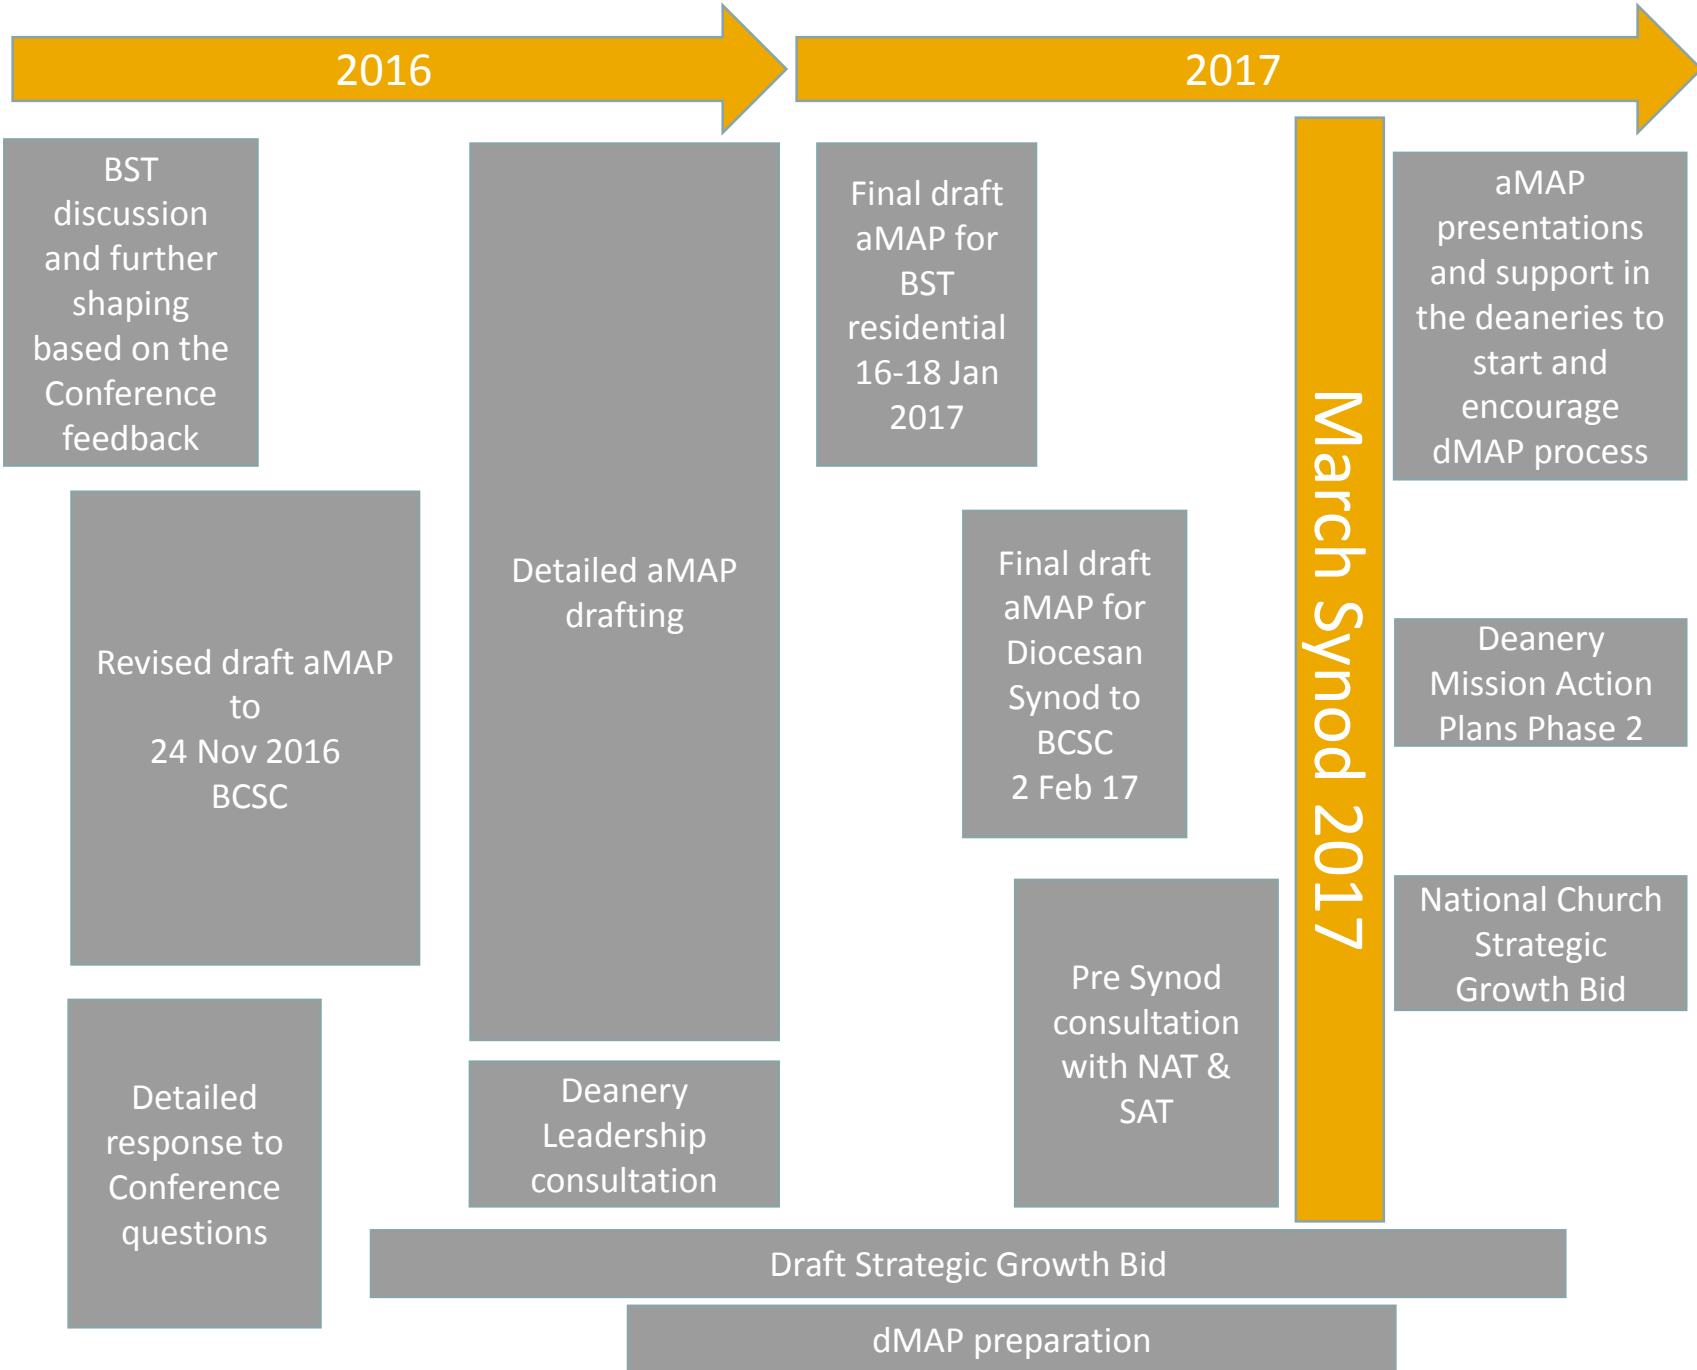 2016
2017
BST
discussion
and further
shaping
based on the
Conference
feedback
Revised draft aMAP
to
24 Nov 2016
BCSC
Detailed
response to
Conference
questions
Detailed aMAP
drafting
Deanery
Leadership
consultation
Final draft
aMAP for
BST
residential
16-18 Jan
2017
Final draft
aMAP for
Diocesan
Synod to
BCSC
2 Feb 17
Pre Synod
consultation
with NAT &
SAT
March Synod 2017
aMAP
presentations
and support in
the deaneries to
start and
encourage
dMAP process
Deanery
Mission Action
Plans Phase 2
National Church
Strategic
Growth Bid
Draft Strategic Growth Bid
dMAP preparation